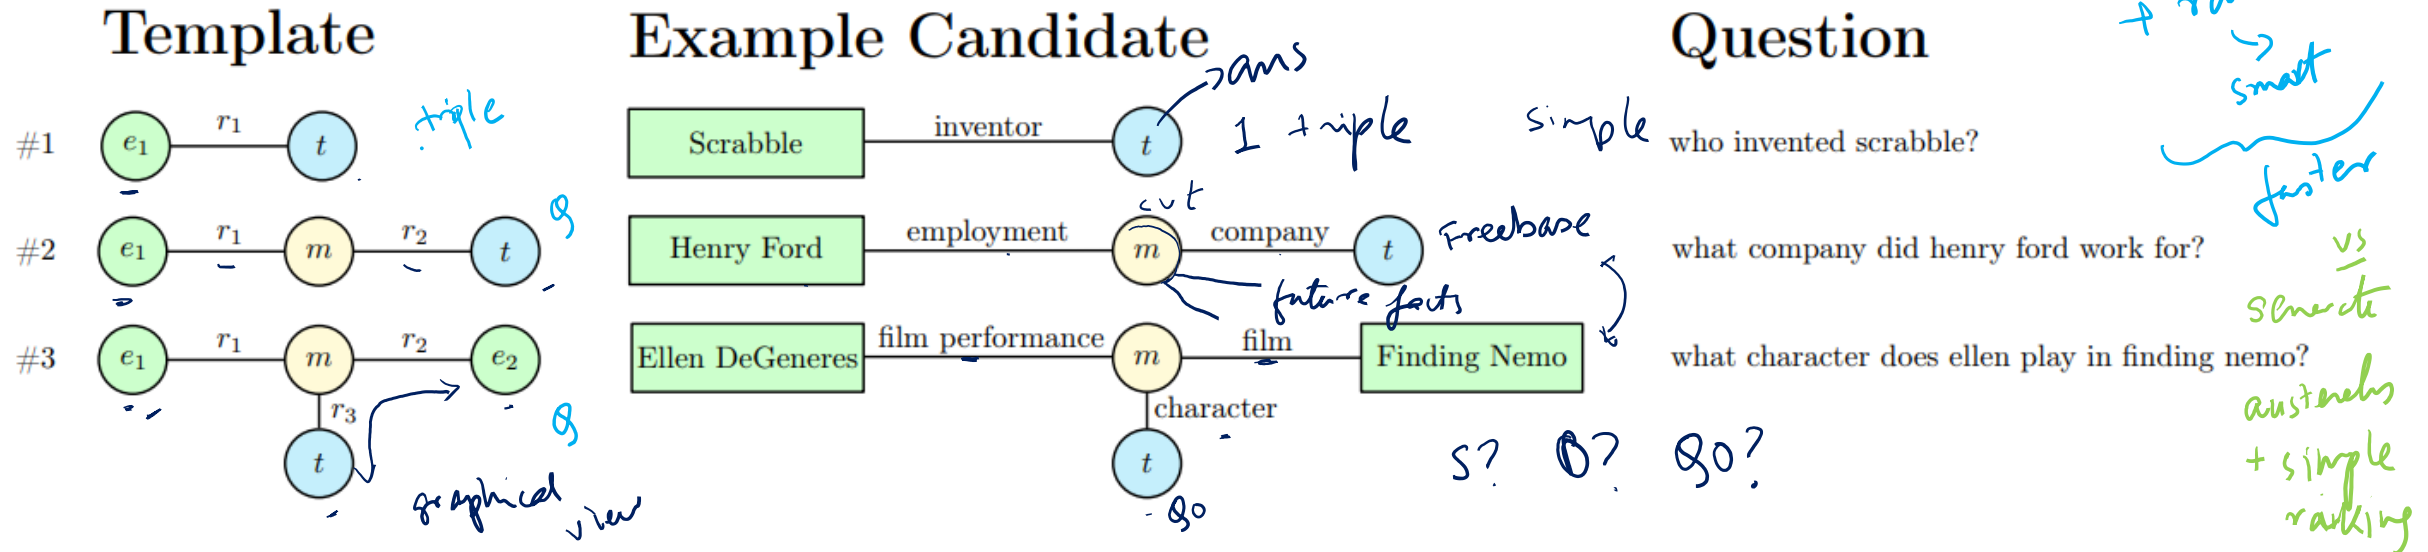 Template Example Candidate Question
+
→ smart
faster
vs
→ ans
#1 e1 r1 t triple Scrabble inventor t 1 triple simple who invented scrabble?
cvt
#2 e1 r1 m r2 t Henry Ford employment m company t Freebase what company did henry ford work for?
future facts
#3 e1 r1 m r2 e2 Ellen DeGeneres film performance m film Finding Nemo what character does ellen play in finding nemo?
r3 character
t t
graphical view
S? O? QO?
QO
+ simple
ranking